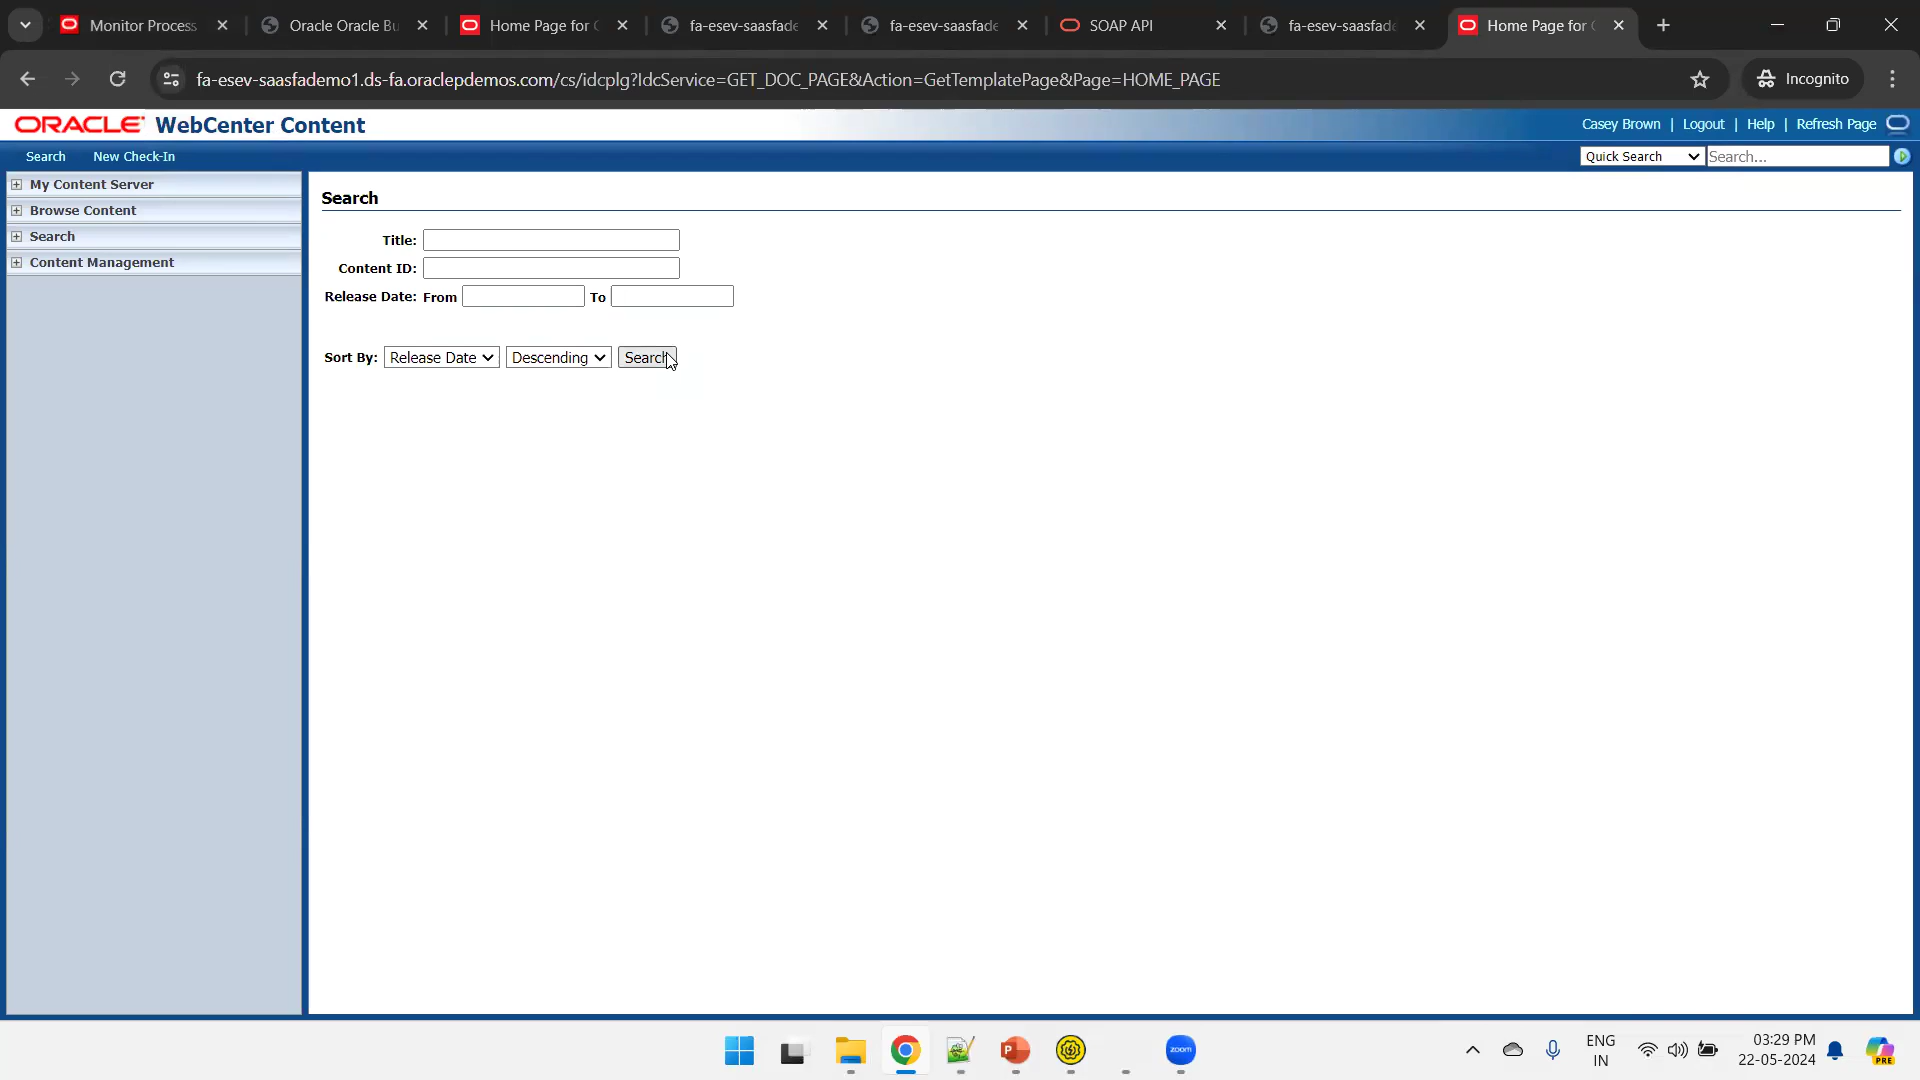 Monitor Process
Oracle Oracle Bu
Home Page for
fa-esev-saasfade
fa-esev-saasfade
SOAP API
fa-esev-saasfade
Home Page for
fa-esev-saasfademo1.ds-fa.oraclepdemos.com/cs/idcplg?IdcService=GET_DOC_PAGE&Action=GetTemplatePage&Page=HOME_PAGE
Incognito
ORACLE WebCenter Content
Casey Brown | Logout | Help | Refresh Page
Search New Check-In
Quick Search Search...
My Content Server
Browse Content
Search
Content Management
Search
Title:
Content ID:
Release Date: From To
Sort By: Release Date Descending Search
zoom
ENG
IN
03:29 PM
22-05-2024
PRE